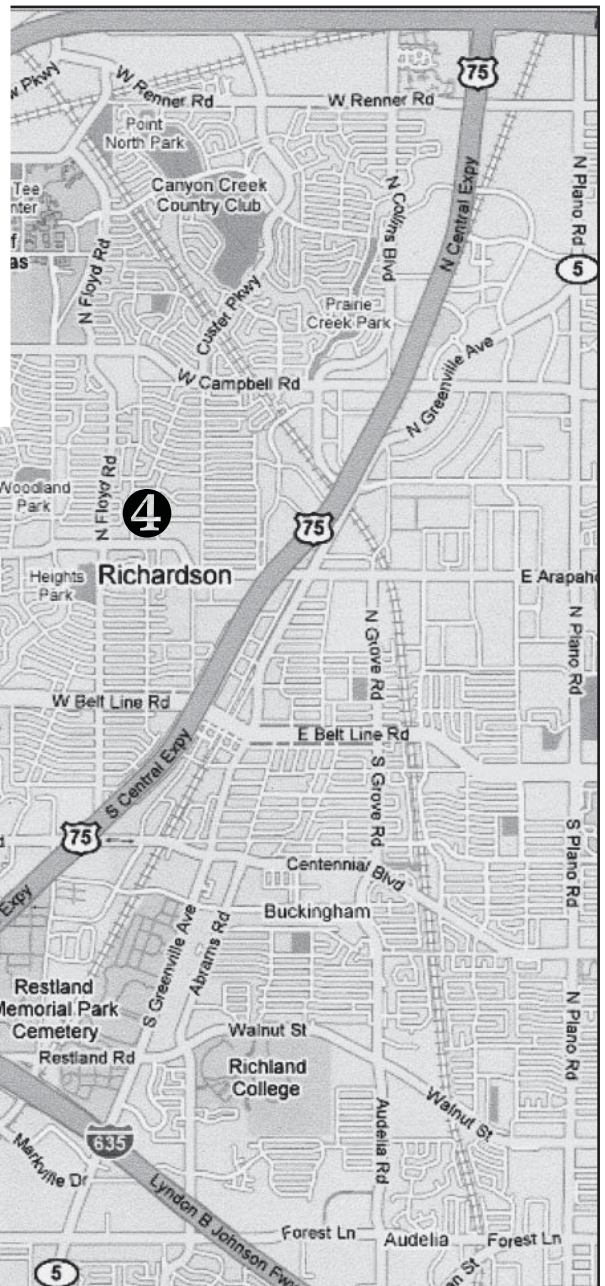 75
W Renner Rd
W Renner Rd
w Pkwy
Point
North Park
N Plano Rd
Tee
nter
Canyon Creek
Country Club
N Collins Blvd
N Central Expy
f
as
5
N Floyd Rd
Custer Pkwy
Prairie
Creek Park
N Greenville Ave
W Campbell Rd
Woodland
Park
N Floyd Rd
4
75
Heights
Park
Richardson
E Arapaho
N Grove Rd
N Plano Rd
W Belt Line Rd
E Belt Line Rd
S Central Expy
S Grove Rd
75
d
S Plano Rd
Centennial Blvd
Expy
Buckingham
S Greenville Ave
Abrams Rd
Restland
Memorial Park
Cemetery
N Plano Rd
Walnut St
Restland Rd
Richland
College
Walnut St
Audelia Rd
635
Markville Dr
Lyndon B Johnson Fwy
Forest Ln
Audelia
Forest Ln
5